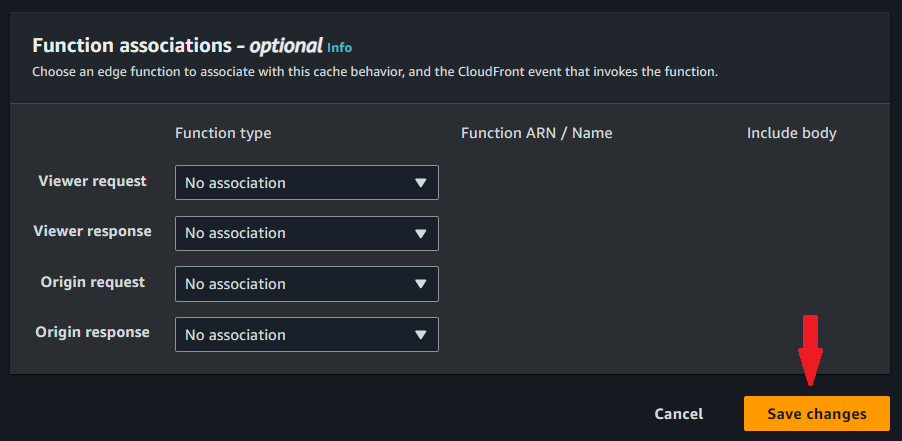 Function associations - optional Info
Choose an edge function to associate with this cache behavior, and the CloudFront event that invokes the function.
Function type Function ARN / Name Include body
Viewer request No association
Viewer response No association
Origin request No association
Origin response No association
Cancel Save changes